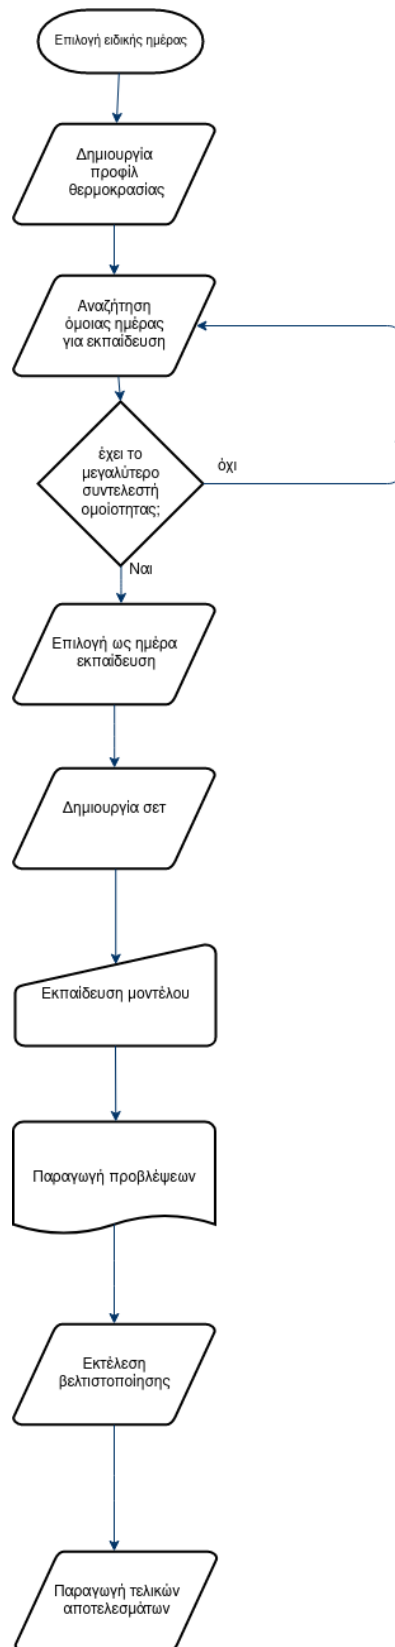 Επιλογή ειδικής ημέρας
Δημιουργία
προφίλ
θερμοκρασίας
Αναζήτηση
όμοιας ημέρας
για εκπαίδευση
έχει το
μεγαλύτερο
συντελεστή
ομοίοτητας;
όχι
Ναι
Επιλογή ως ημέρα
εκπαίδευση
Δημιουργία σετ
Εκπαίδευση μοντέλου
Παραγωγή προβλέψεων
Εκτέλεση
βελτιστοποίησης
Παραγωγή τελικών
αποτελεσμάτων